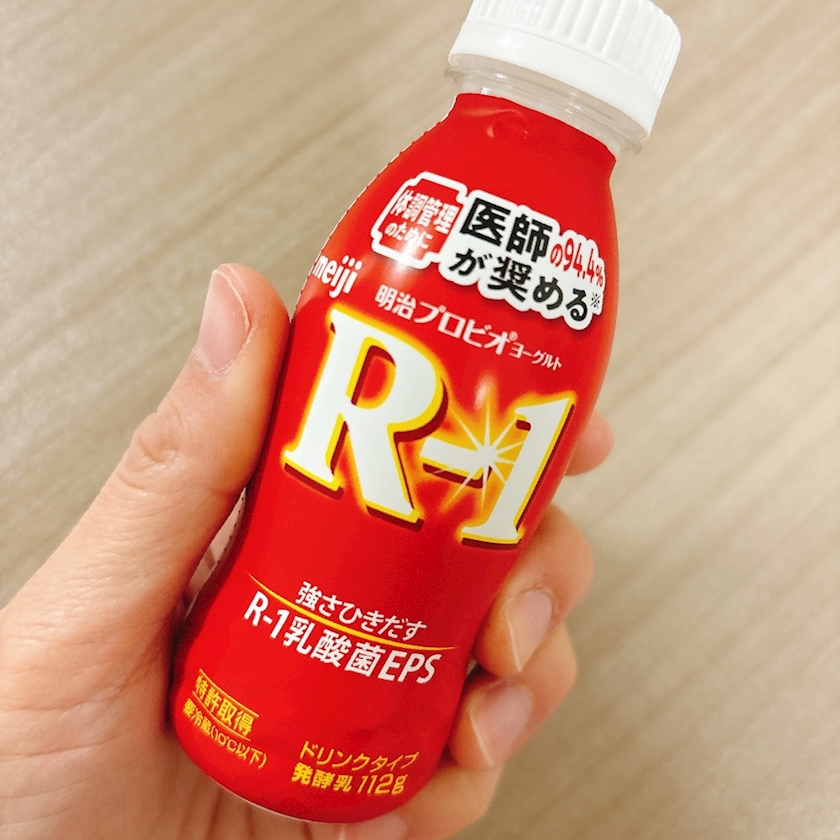 体調管理
のために
医師の94.4%
が奨める※
meiji
明治プロビオ®ヨーグルト
R-1
強さひきだす
R-1乳酸菌EPS
特許取得
要冷蔵(10℃以下)
ドリンクタイプ
発酵乳 112g